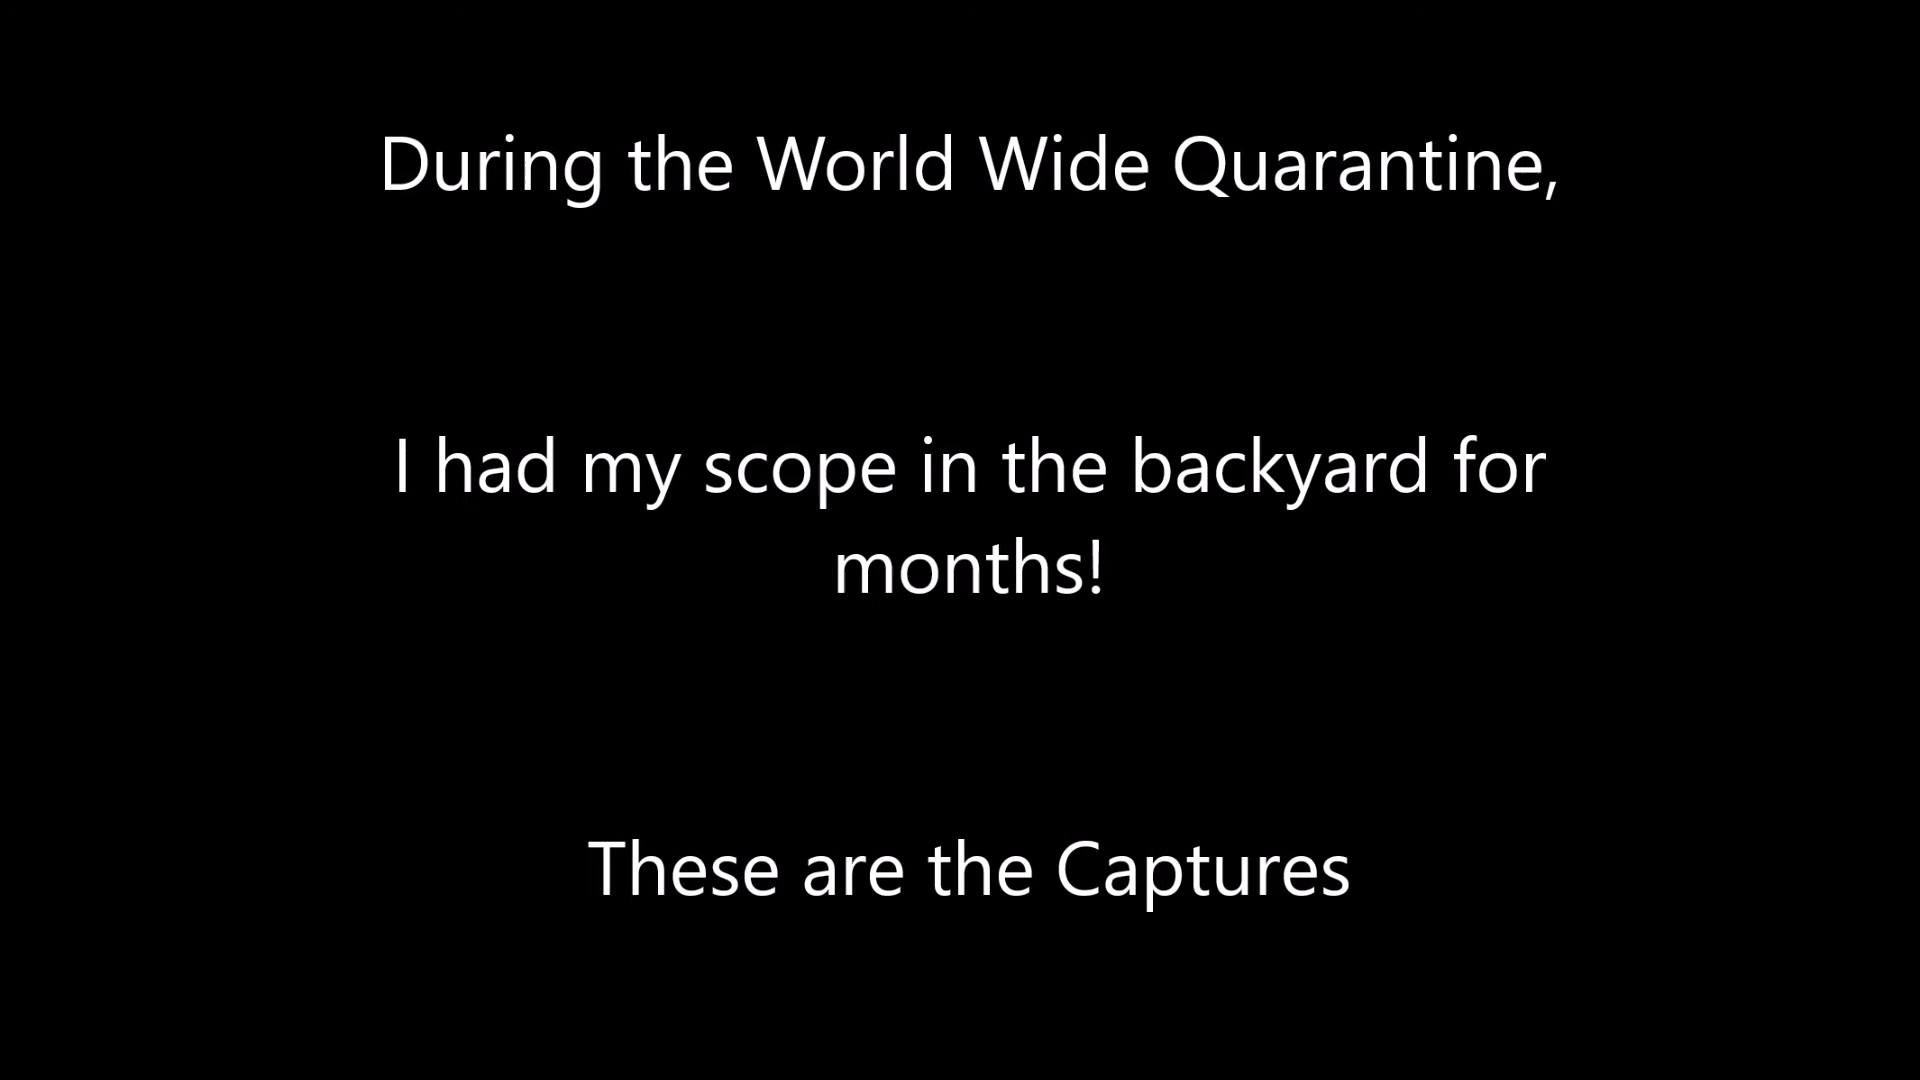 During the World Wide Quarantine,
I had my scope in the backyard for
months!
These are the Captures